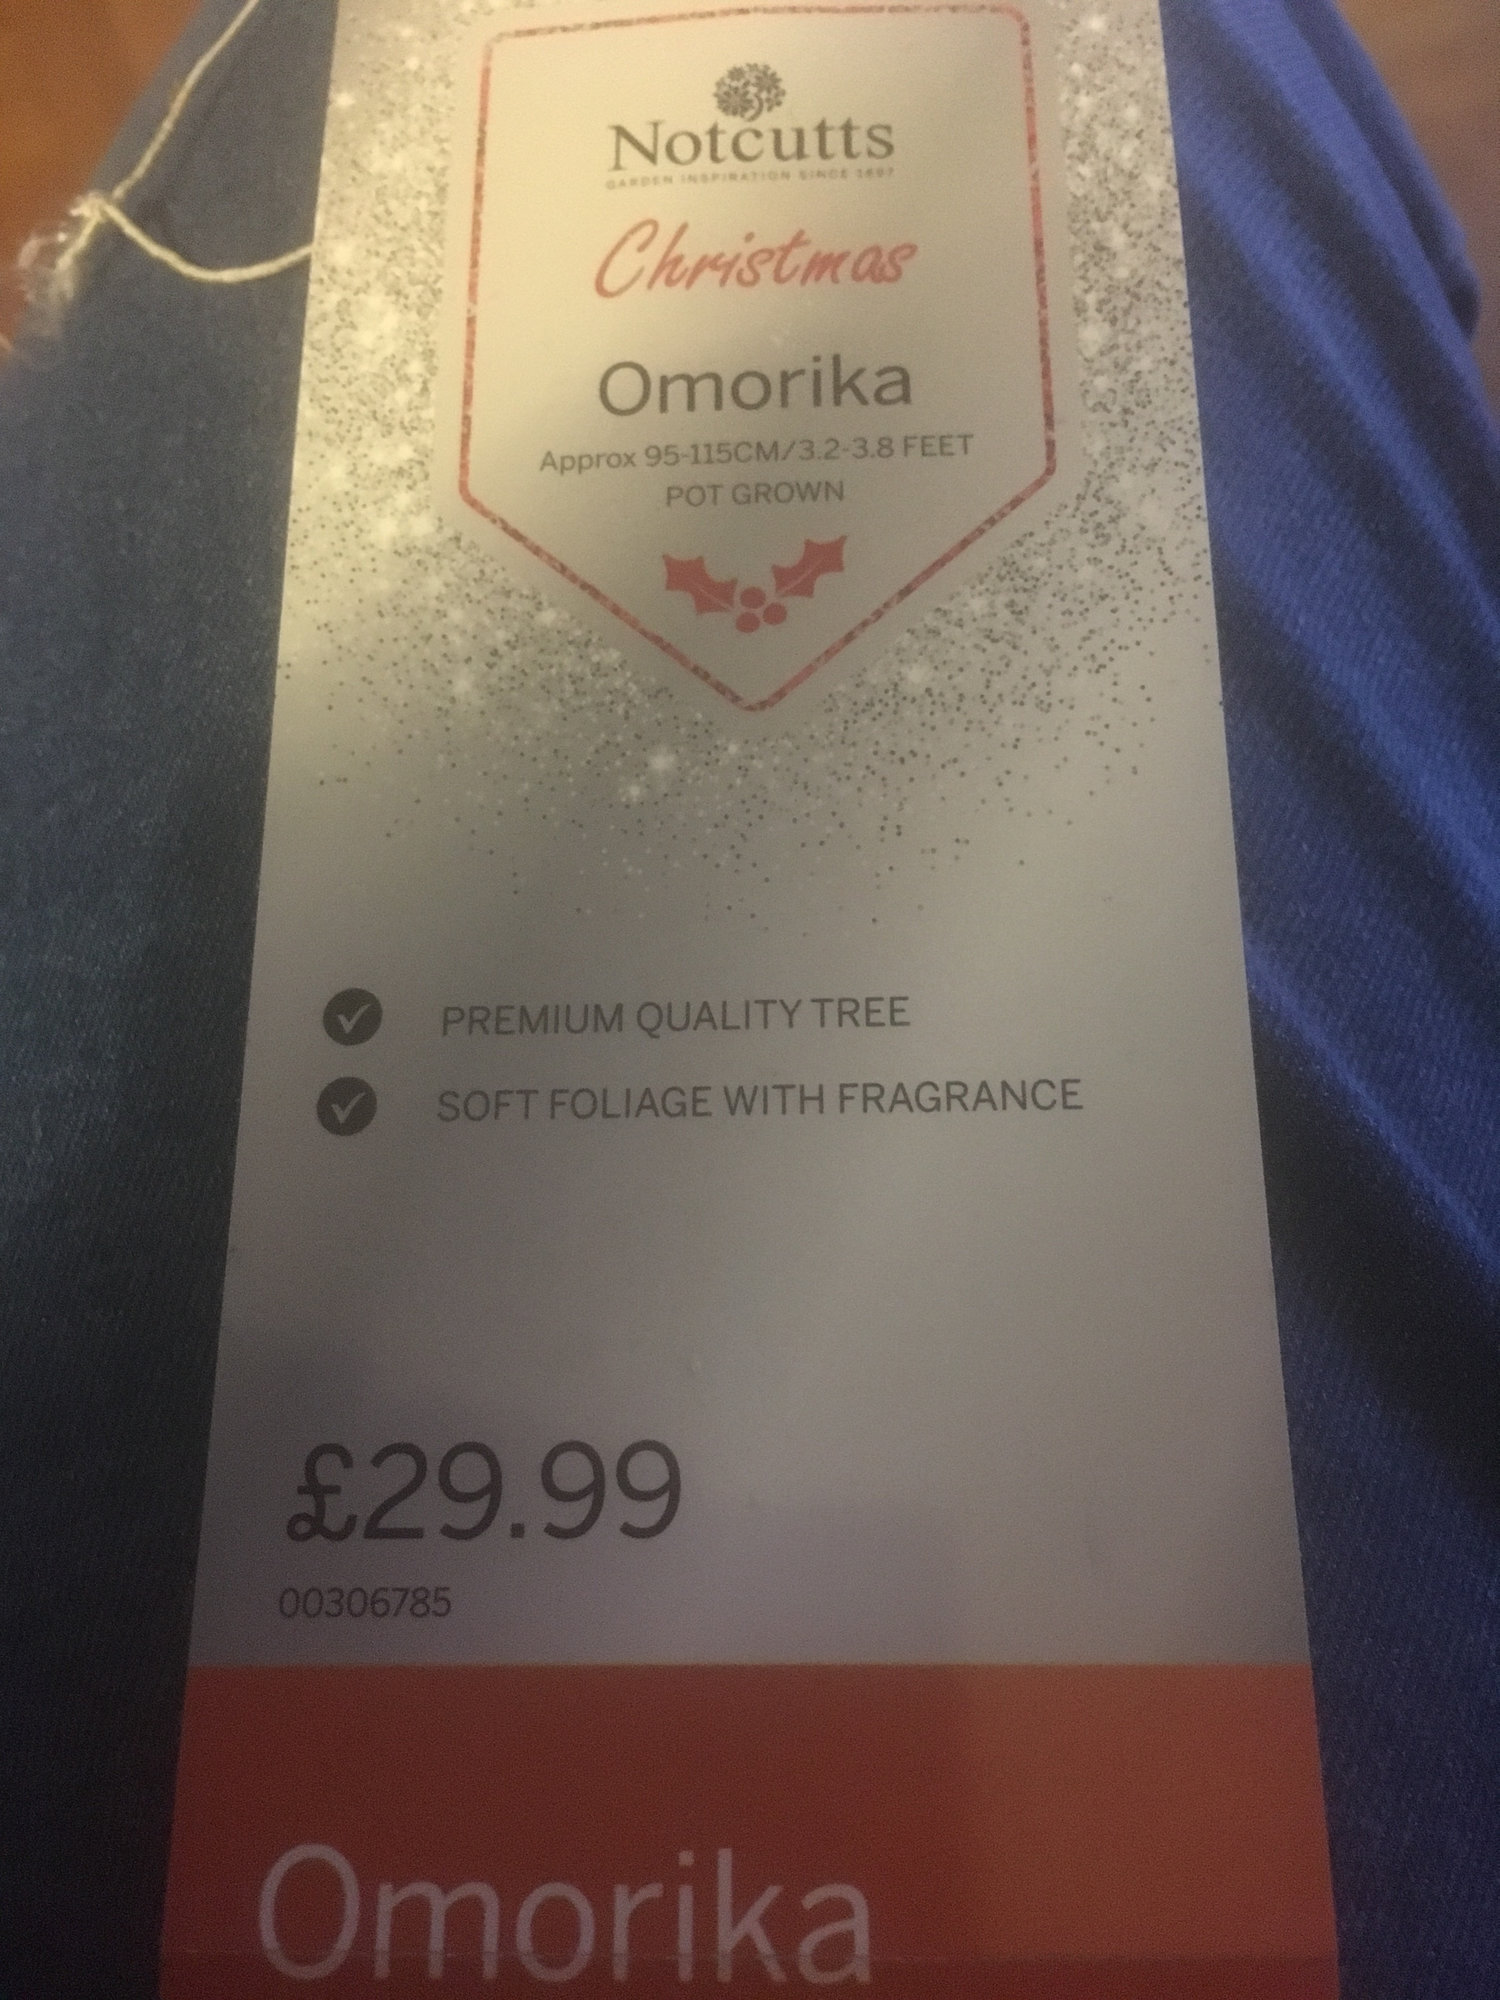 Notcutts
GARDEN INSPIRATION SINCE 1897
Christmas
Omorika
Approx 95-115CM/3.2-3.8 FEET
POT GROWN
PREMIUM QUALITY TREE
SOFT FOLIAGE WITH FRAGRANCE
£29.99
00306785
Omorika